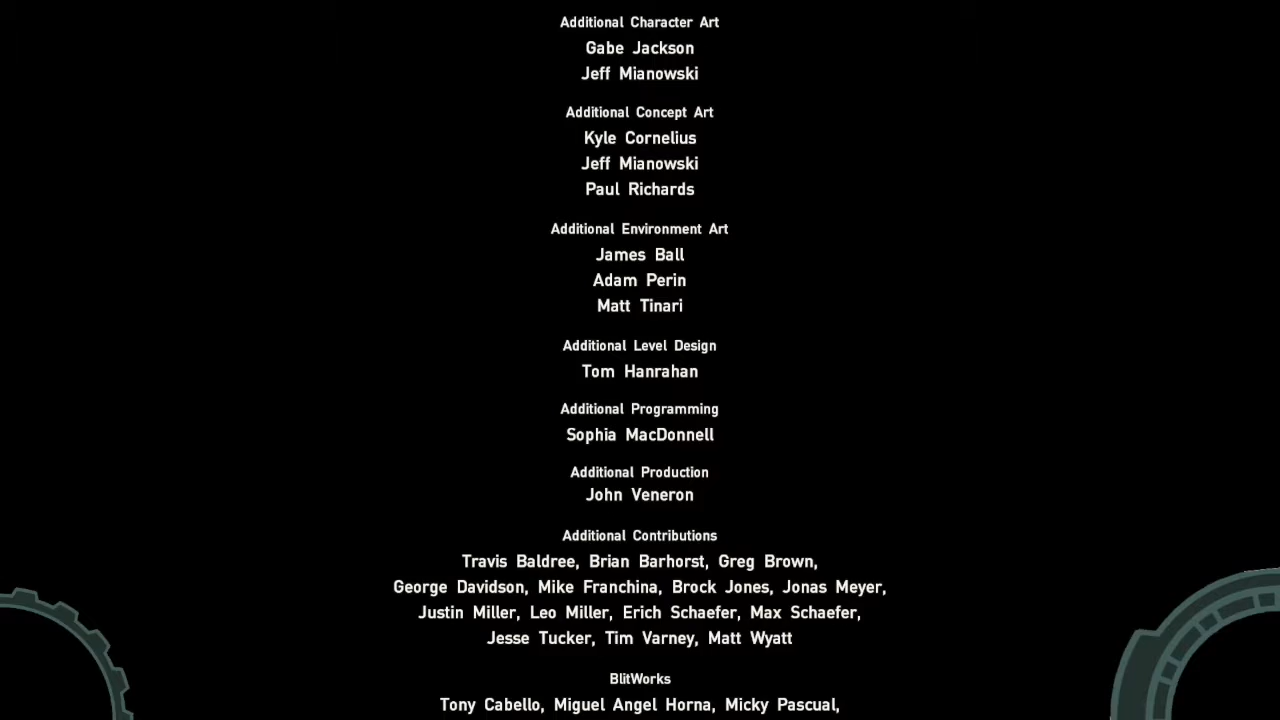 Additional Character Art
Gabe Jackson
Jeff Mianowski
Additional Concept Art
Kyle Cornelius
Jeff Mianowski
Paul Richards
Additional Environment Art
James Ball
Adam Perin
Matt Tinari
Additional Level Design
Tom Hanrahan
Additional Programming
Sophia MacDonnell
Additional Production
John Veneron
Additional Contributions
Travis Baldree, Brian Barhorst, Greg Brown,
George Davidson, Mike Franchina, Brock Jones, Jonas Meyer,
Justin Miller, Leo Miller, Erich Schaefer, Max Schaefer,
Jesse Tucker, Tim Varney, Matt Wyatt
BlitWorks
Tony Cabello, Miguel Angel Horna, Micky Pascual,